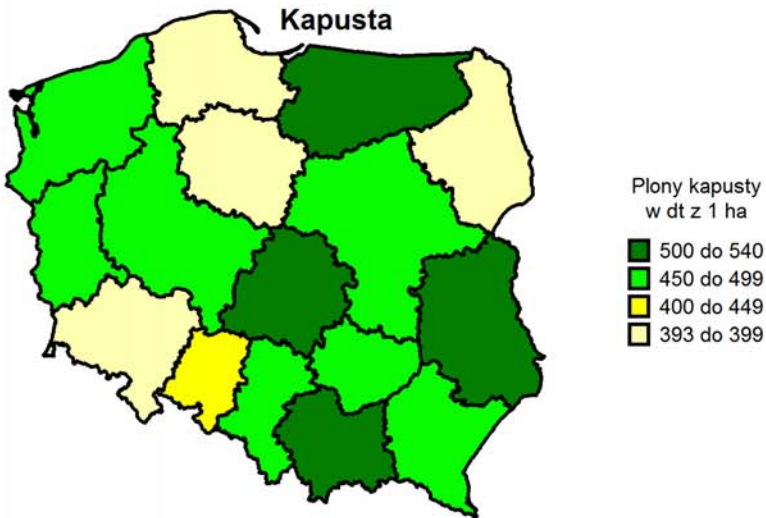 Kapusta
Plony kapusty
w dt z 1 ha
500 do 540
450 do 499
400 do 449
393 do 399